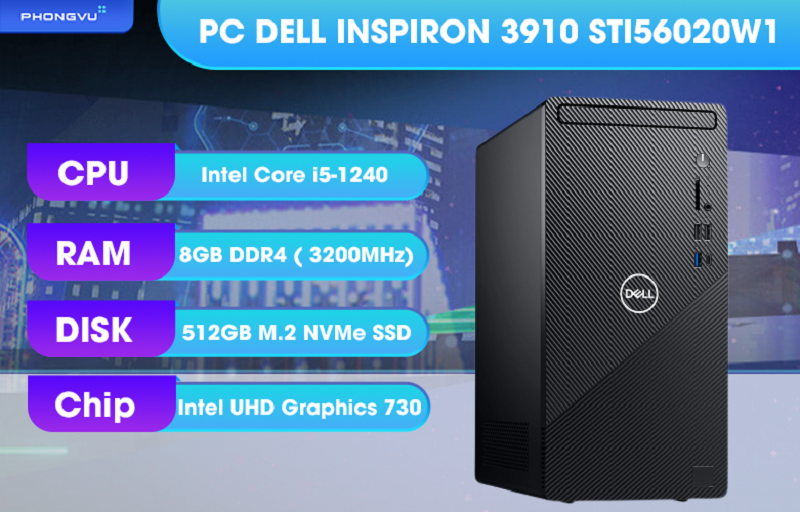 PHONGVU
PC DELL INSPIRON 3910 STI56020W1
CPU
Intel Core i5-1240
RAM
8GB DDR4 ( 3200MHz)
DISK
512GB M.2 NVMe SSD
Chip
Intel UHD Graphics 730
DELL